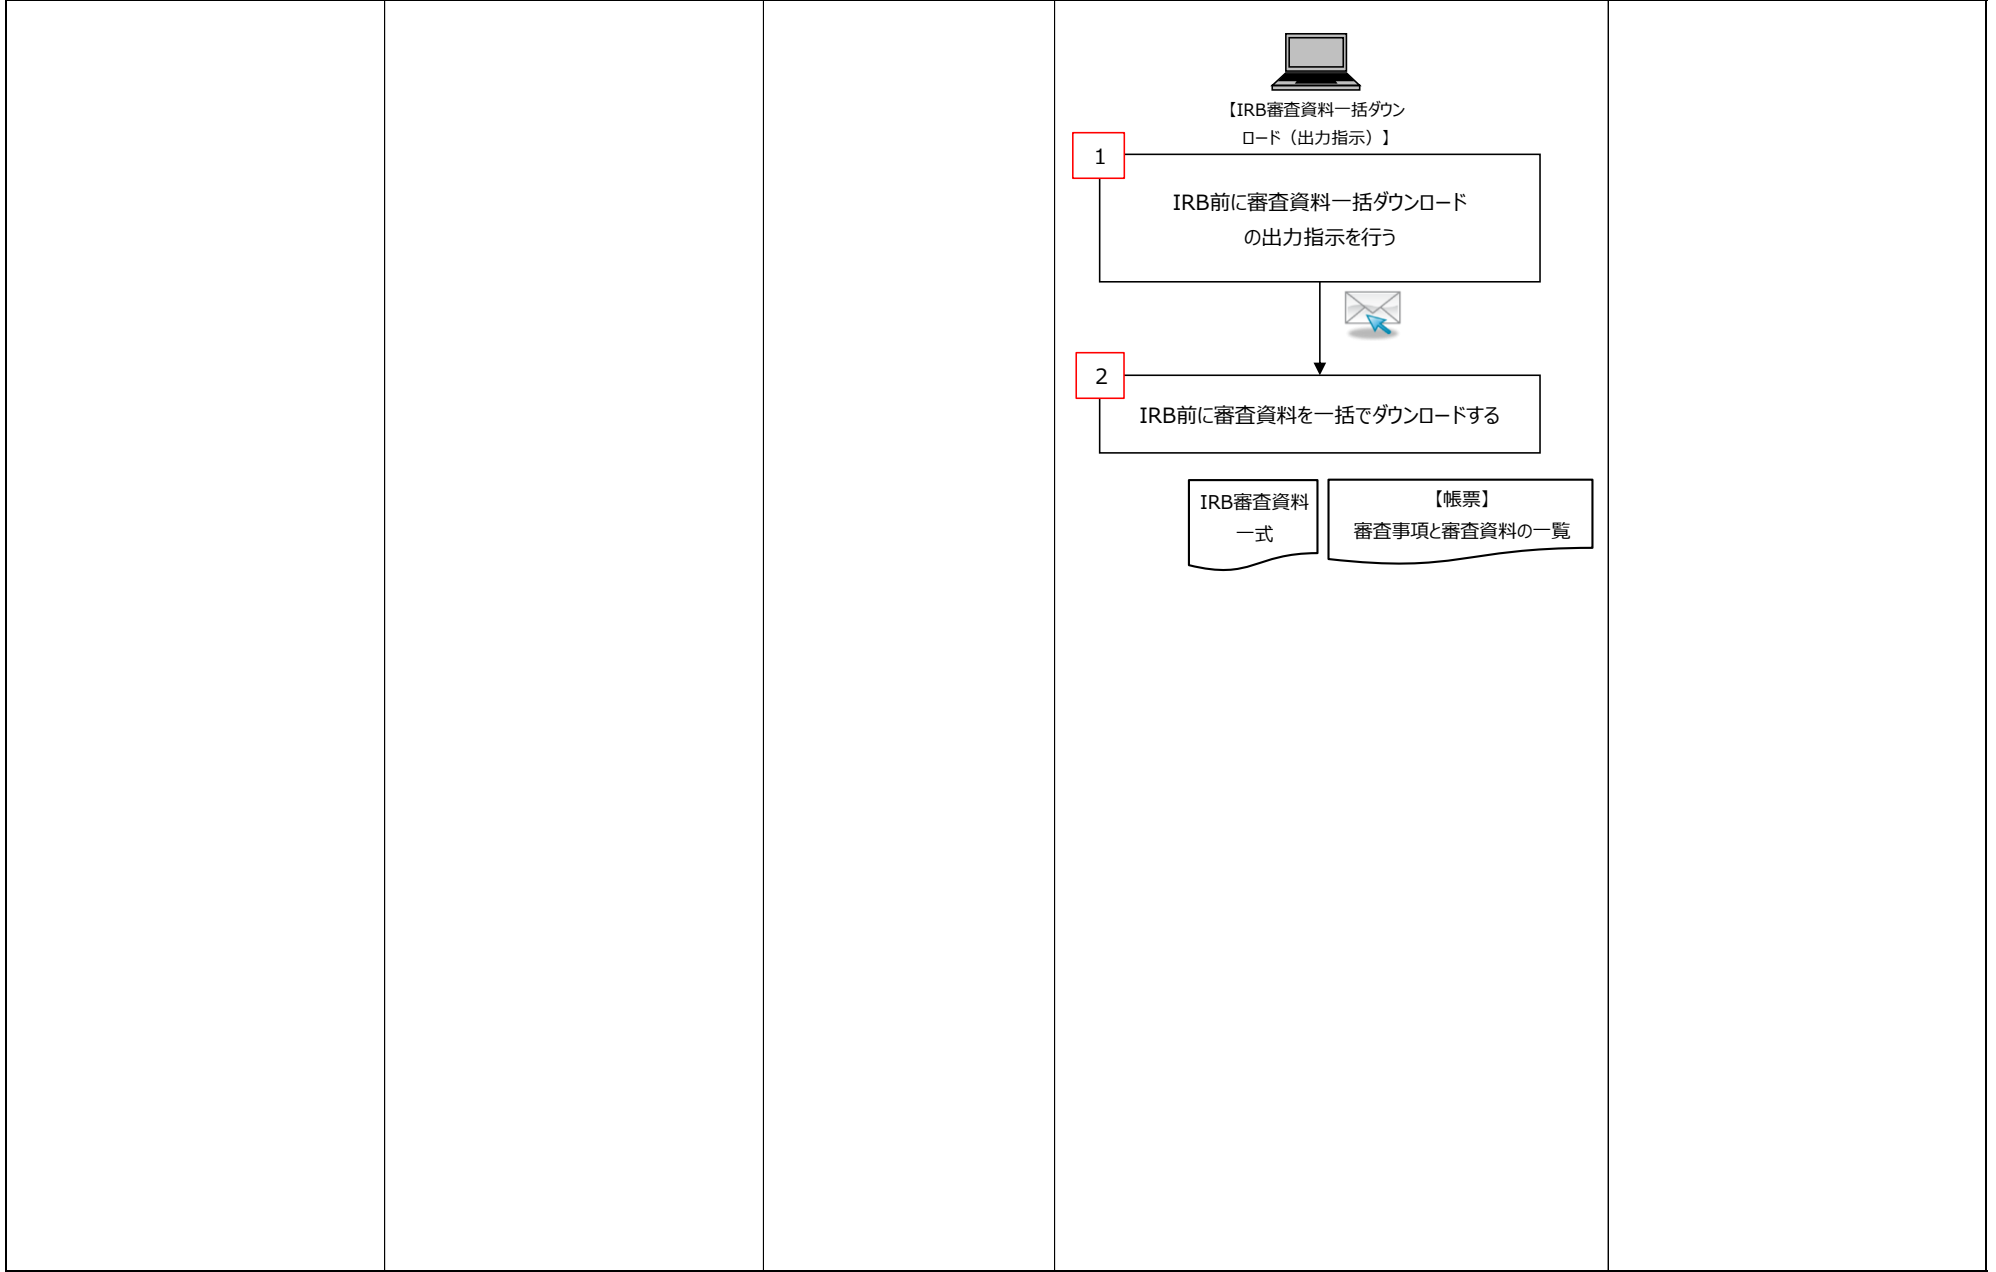 【IRB審査資料一括ダウン
ロード（出力指示）】
1
IRB前に審査資料一括ダウンロード
の出力指示を行う
2
IRB前に審査資料を一括でダウンロードする
IRB審査資料
一式
【帳票】
審査事項と審査資料の一覧